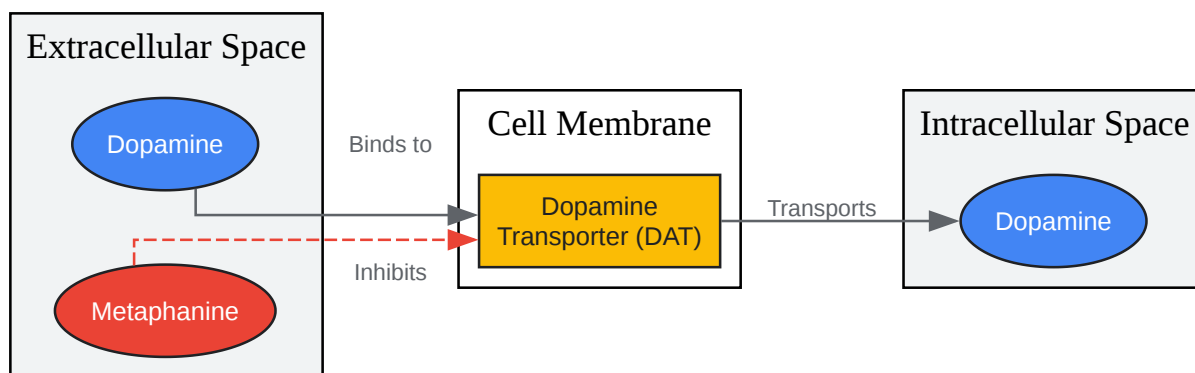 Extracellular Space
Dopamine
Metaphanine
Binds to
Inhibits
Cell Membrane
Dopamine
Transporter (DAT)
Transports
Intracellular Space
Dopamine